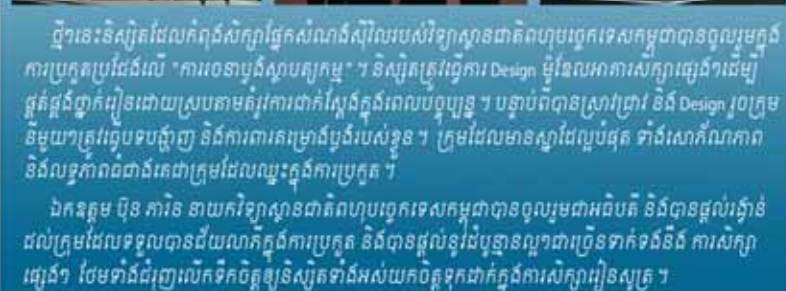 ថ្មីៗនេះនិស្សិតដែលកំពុងសិក្សាផ្នែកសំណង់ស៊ីវិលរបស់វិទ្យាស្ថានជាតិពហុបច្ចេកទេសកម្ពុជាបានចូលរួមក្នុង
ការប្រកួតប្រជែងលើ "ការរចនាប្លង់ស្ថាបត្យកម្ម" ។ និស្សិតត្រូវធ្វើការ Design ម៉ូដែលអាគារសិក្សាផ្សេងៗដើម្បី
ផ្គត់ផ្គង់ថ្នាក់រៀនដោយស្របតាមតំរូវការជាក់ស្តែងក្នុងពេលបច្ចុប្បន្ន ។ បន្ទាប់ពីបានស្រាវជ្រាវ និង Design រួចក្រុម
នីមួយៗត្រូវធ្វើបទបង្ហាញ និងការពារគម្រោងប្លង់របស់ខ្លួន ។ ក្រុមដែលមានស្នាដៃល្អបំផុត ទាំងសោភ័ណភាព
និងលទ្ធភាពធំជាងគេជាក្រុមដែលឈ្នះក្នុងការប្រកួត ។
ឯកឧត្តម ប៊ុន ភារិន នាយកវិទ្យាស្ថានជាតិពហុបច្ចេកទេសកម្ពុជាបានចូលរួមជាអធិបតី និងបានផ្តល់រង្វាន់
ដល់ក្រុមដែលទទួលបានជ័យលាភីក្នុងការប្រកួត និងបានផ្តល់នូវដំបូន្មានល្អៗជាច្រើនទាក់ទងនឹង ការសិក្សា
ផ្សេងៗ ថែមទាំងជំរុញលើកទឹកចិត្តឲ្យនិស្សិតទាំងអស់យកចិត្តទុកដាក់ក្នុងការសិក្សារៀនសូត្រ ។